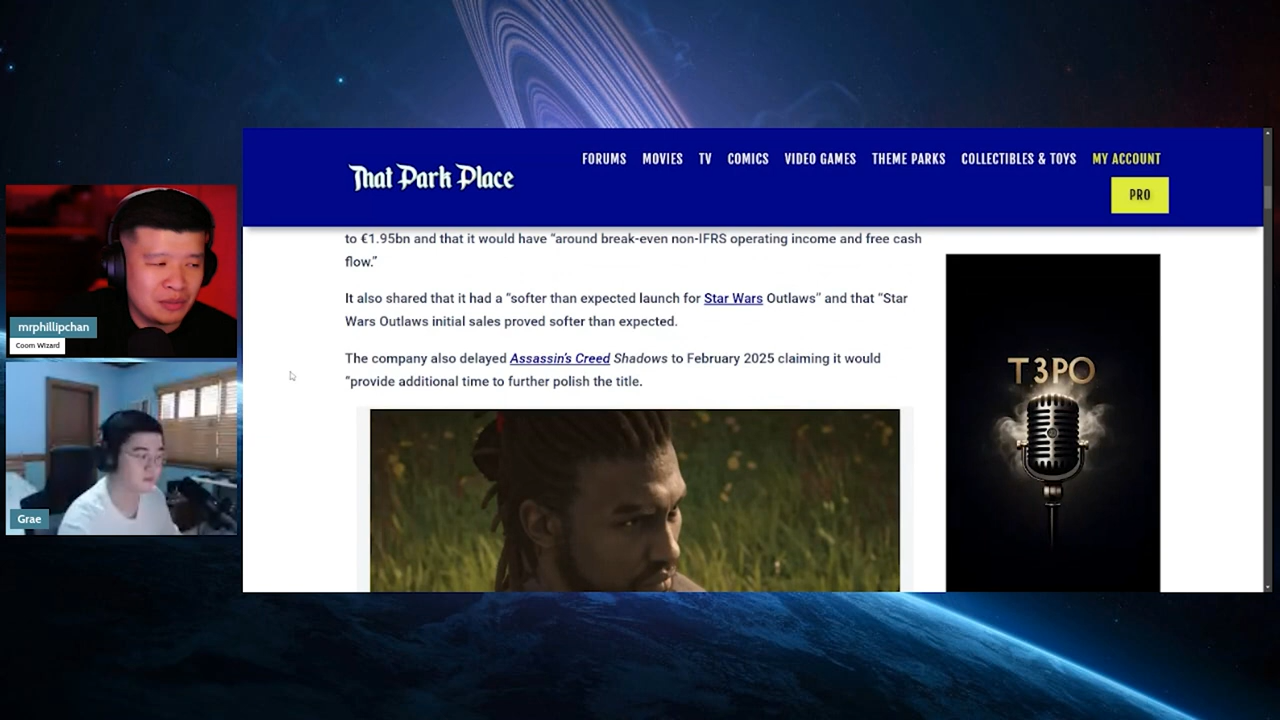 That Park Place
FORUMS MOVIES TV COMICS VIDEO GAMES THEME PARKS COLLECTIBLES & TOYS MY ACCOUNT
PRO
to €1.95bn and that it would have “around break-even non-IFRS operating income and free cash
flow.”
It also shared that it had a “softer than expected launch for Star Wars Outlaws” and that “Star
Wars Outlaws initial sales proved softer than expected.
The company also delayed Assassin’s Creed Shadows to February 2025 claiming it would
“provide additional time to further polish the title.
T3PO
mrphillipchan
Coom Wizard
Grae